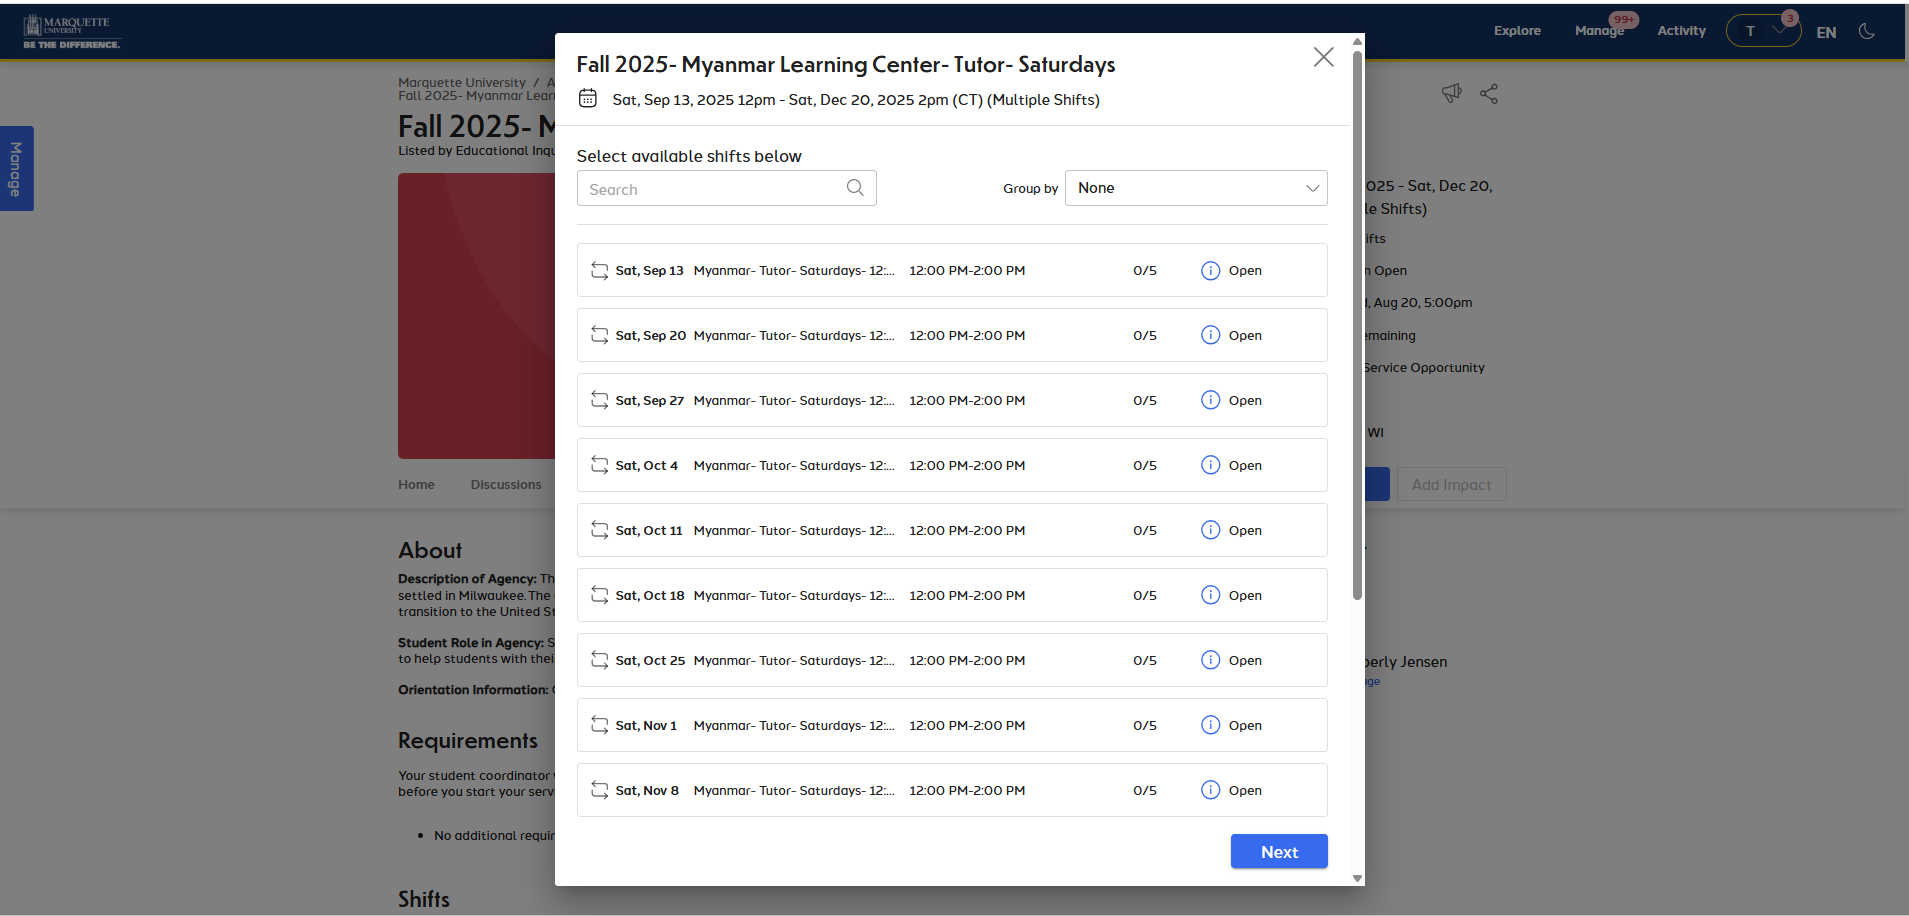 MARQUETTE
UNIVERSITY
BE THE DIFFERENCE.
Explore
Manage
99+
Activity
T
3
EN
Marquette University / A
Fall 2025- Myanmar Lear
Fall 2025- M
Listed by Educational Inqu
Manage
Fall 2025- Myanmar Learning Center- Tutor- Saturdays
Sat, Sep 13, 2025 12pm - Sat, Dec 20, 2025 2pm (CT) (Multiple Shifts)
Select available shifts below
Search
Group by
None
Sat, Sep 13 Myanmar- Tutor- Saturdays- 12:... 12:00 PM-2:00 PM 0/5 Open
Sat, Sep 20 Myanmar- Tutor- Saturdays- 12:... 12:00 PM-2:00 PM 0/5 Open
Sat, Sep 27 Myanmar- Tutor- Saturdays- 12:... 12:00 PM-2:00 PM 0/5 Open
Sat, Oct 4 Myanmar- Tutor- Saturdays- 12:... 12:00 PM-2:00 PM 0/5 Open
Sat, Oct 11 Myanmar- Tutor- Saturdays- 12:... 12:00 PM-2:00 PM 0/5 Open
Sat, Oct 18 Myanmar- Tutor- Saturdays- 12:... 12:00 PM-2:00 PM 0/5 Open
Sat, Oct 25 Myanmar- Tutor- Saturdays- 12:... 12:00 PM-2:00 PM 0/5 Open
Sat, Nov 1 Myanmar- Tutor- Saturdays- 12:... 12:00 PM-2:00 PM 0/5 Open
Sat, Nov 8 Myanmar- Tutor- Saturdays- 12:... 12:00 PM-2:00 PM 0/5 Open
Next
025 - Sat, Dec 20,
le Shifts)
ifts
n Open
, Aug 20, 5:00pm
emaining
Service Opportunity
WI
Add Impact
Home
Discussions
About
Description of Agency: Th
settled in Milwaukee. The
transition to the United St
Student Role in Agency: S
to help students with thei
Orientation Information:
Requirements
Your student coordinator
before you start your servi
• No additional requir
Shifts
berly Jensen
age